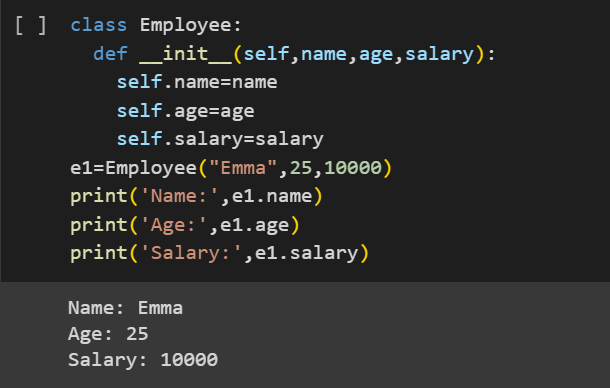 [ ] class Employee:
def __init__(self,name,age,salary):
self.name=name
self.age=age
self.salary=salary
e1=Employee("Emma",25,10000)
print('Name:',e1.name)
print('Age:',e1.age)
print('Salary:',e1.salary)
Name: Emma
Age: 25
Salary: 10000